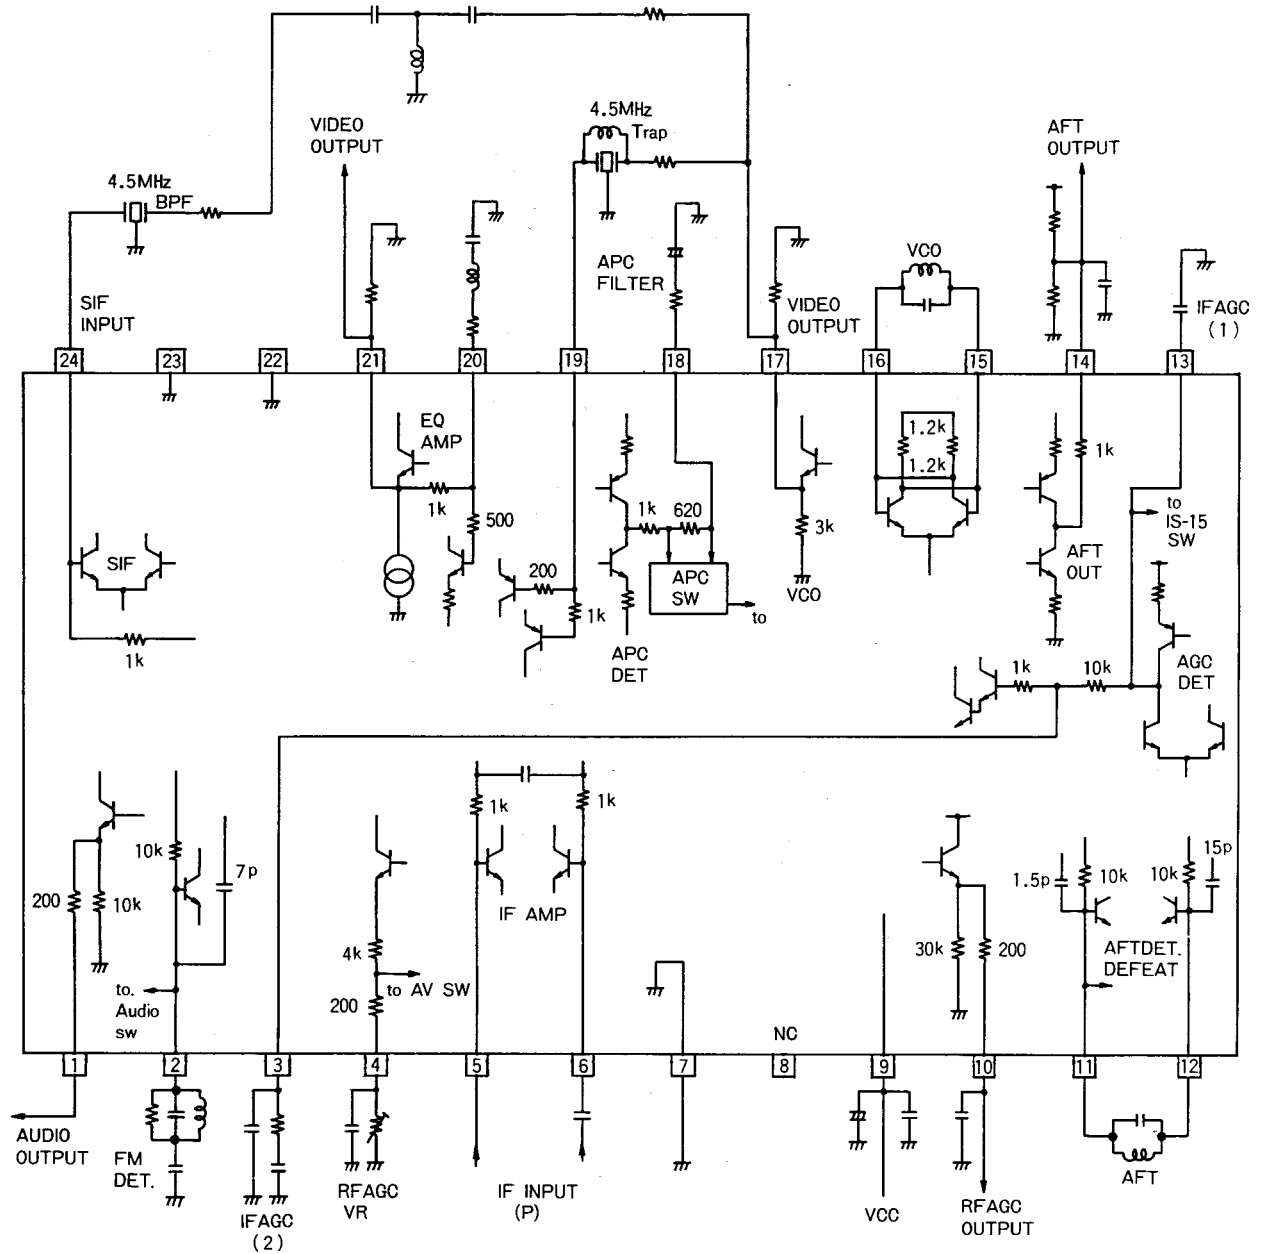 VIDEO
OUTPUT
4.5MHz
Trap
AFT
OUTPUT
4.5MHz
BPF
SIF
INPUT
APC
FILTER
VIDEO
OUTPUT
VCO
IFAGC
(1)
24
23
22
21
20
19
18
17
16
15
14
13
EQ
AMP
1k
500
SIF
1k
200
1k
1k
620
APC
SW
to
APC
DET
3k
VCO
1.2k
1.2k
1k
AFT
OUT
to
IS-15
SW
1k
10k
AGC
DET
200
10k
10k
7p
to.
Audio
sw
4k
200
to AV SW
1k
1k
IF AMP
NC
30k
200
1.5p
10k
10k
15p
AFTDET.
DEFEAT
1
2
3
4
5
6
7
8
9
10
11
12
AUDIO
OUTPUT
FM
DET.
IFAGC
(2)
RFAGC
VR
IF INPUT
(P)
VCC
RFAGC
OUTPUT
AFT